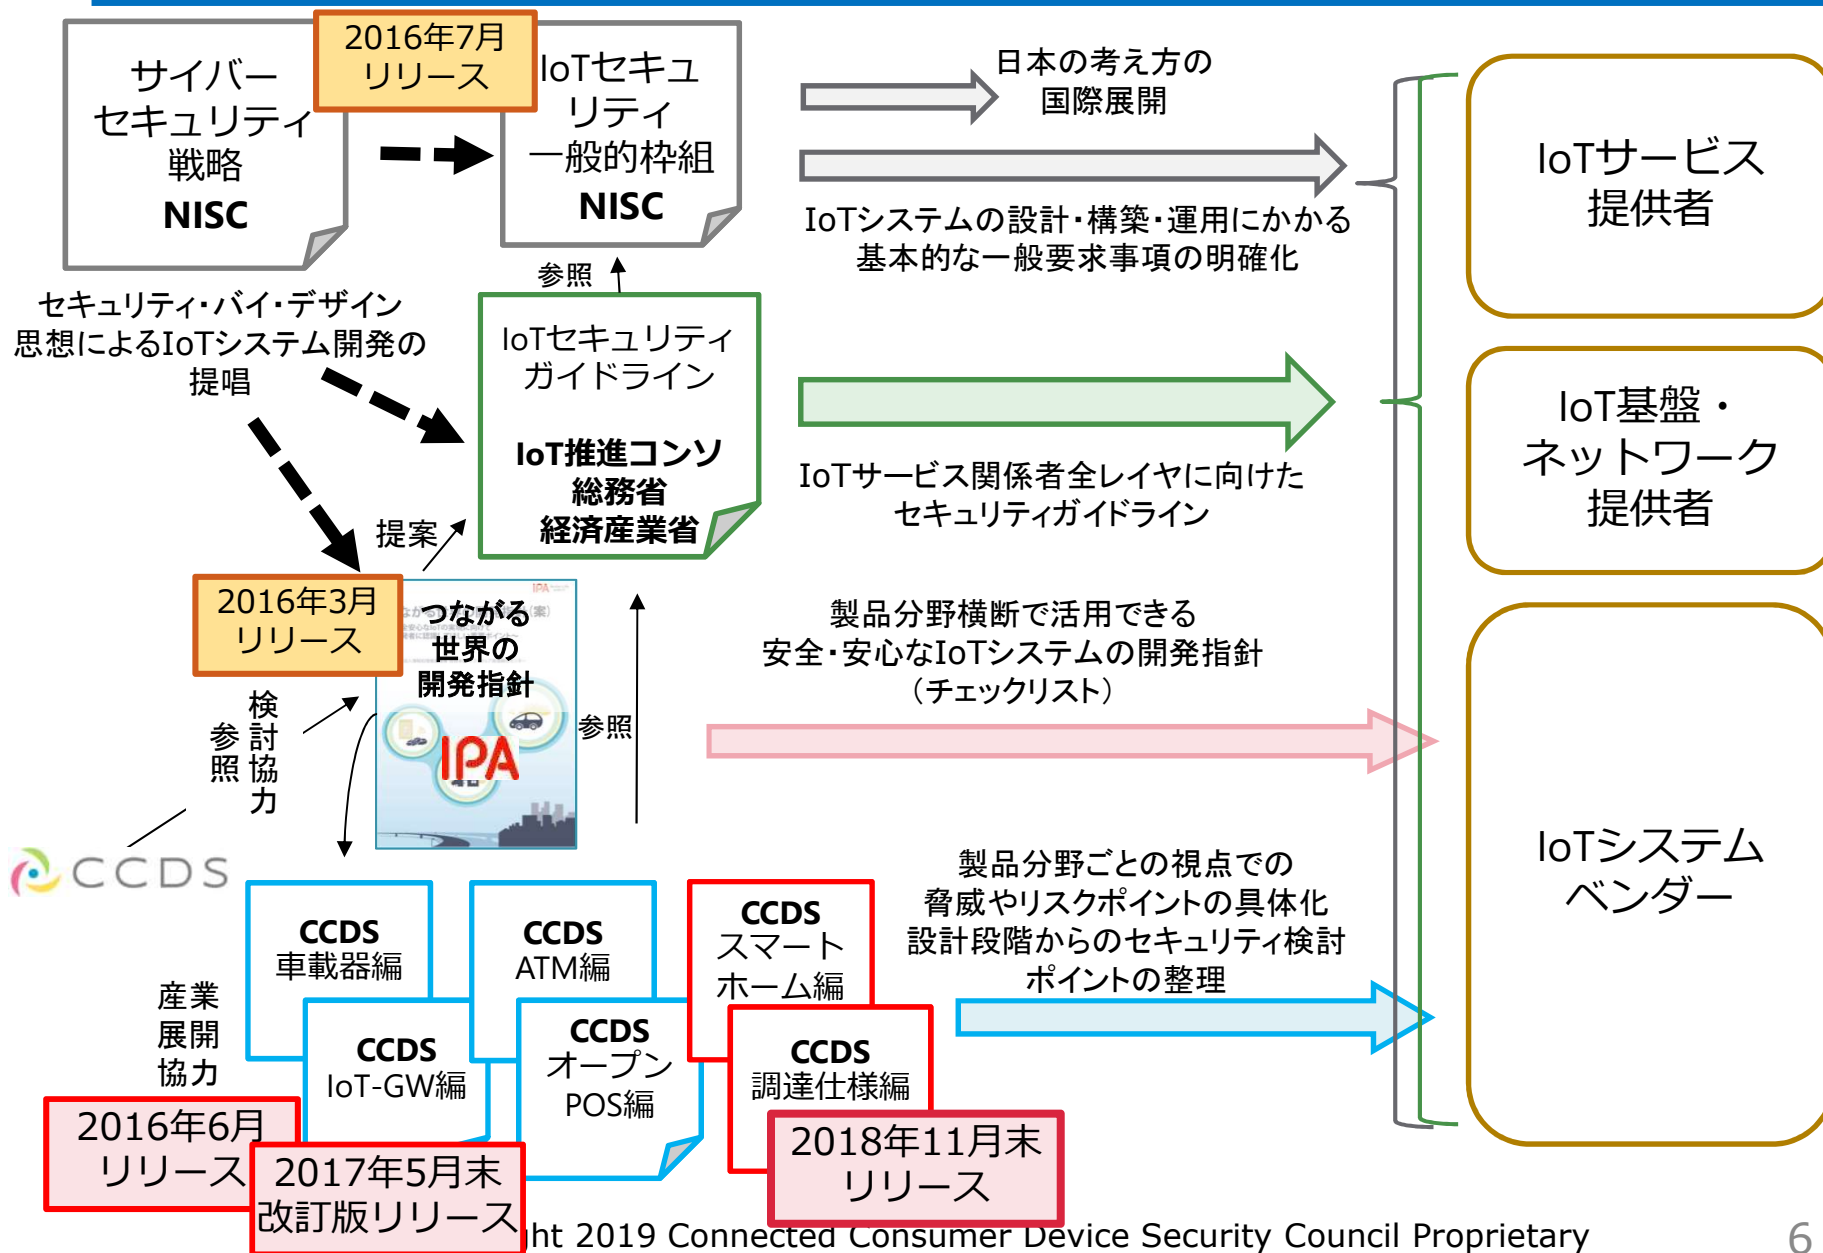 サイバー
セキュリティ
戦略
NISC
2016年7月
リリース
IoTセキュ
リティ
一般的枠組
NISC
日本の考え方の
国際展開
IoTシステムの設計・構築・運用にかかる
基本的な一般要求事項の明確化
IoTサービス
提供者
参照
セキュリティ・バイ・デザイン
思想によるIoTシステム開発の
提唱
IoTセキュリティ
ガイドライン
IoT推進コンソ
総務省
経済産業省
IoTサービス関係者全レイヤに向けた
セキュリティガイドライン
IoT基盤・
ネットワーク
提供者
提案
2016年3月
リリース
IPA
つながる
世界の
開発指針
(案)
IPA
参照
検討協力
参照
製品分野横断で活用できる
安全・安心なIoTシステムの開発指針
（チェックリスト）
IoTシステム
ベンダー
CCDS
製品分野ごとの視点での
脅威やリスクポイントの具体化
設計段階からのセキュリティ検討
ポイントの整理
CCDS
車載器編
CCDS
ATM編
CCDS
スマート
ホーム編
産業
展開
協力
CCDS
IoT-GW編
CCDS
オープン
POS編
CCDS
調達仕様編
2016年6月
リリース
2017年5月末
改訂版リリース
2018年11月末
リリース
ht 2019 Connected Consumer Device Security Council Proprietary
6